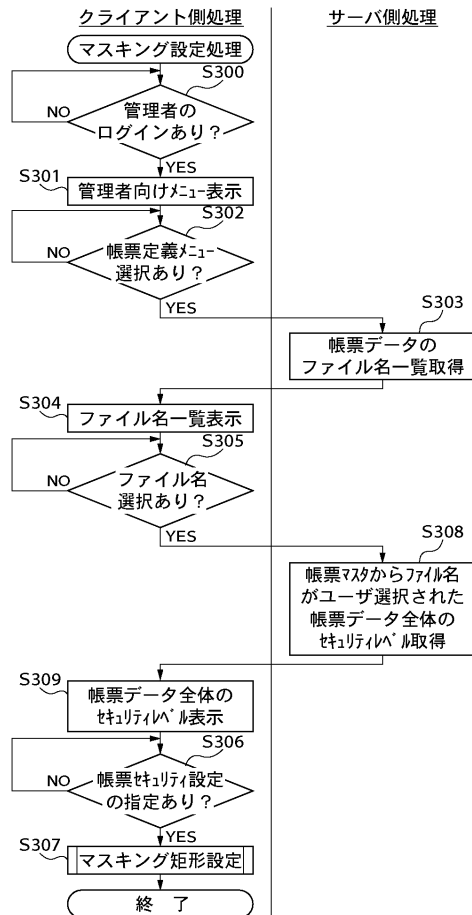 クライアント側処理
サーバ側処理
マスキング設定処理
S300
管理者の
ログインあり？
NO
YES
S301
管理者向けﾒﾆｭｰ表示
S302
帳票定義ﾒﾆｭｰ
選択あり？
NO
YES
S303
帳票データの
ファイル名一覧取得
S304
ファイル名一覧表示
S305
ファイル名
選択あり？
NO
YES
S308
帳票ﾏｽﾀからﾌｧｲﾙ名
がユーザ選択された
帳票データ全体の
ｾｷｭﾘﾃｨﾚﾍﾞﾙ取得
S309
帳票データ全体の
ｾｷｭﾘﾃｨﾚﾍﾞﾙ表示
S306
帳票ｾｷｭﾘﾃｨ設定
の指定あり？
NO
YES
S307
マスキング矩形設定
終 了